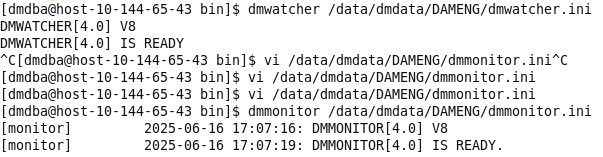 [dmdba@host-10-144-65-43 bin]$ dmwatcher /data/dmdata/DAMENG/dmwatcher.ini
DMWATCHER[4.0] V8
DMWATCHER[4.0] IS READY
^C[dmdba@host-10-144-65-43 bin]$ vi /data/dmdata/DAMENG/dmmonitor.ini^C
[dmdba@host-10-144-65-43 bin]$ vi /data/dmdata/DAMENG/dmmonitor.ini
[dmdba@host-10-144-65-43 bin]$ vi /data/dmdata/DAMENG/dmmonitor.ini
[dmdba@host-10-144-65-43 bin]$ dmmonitor /data/dmdata/DAMENG/dmmonitor.ini
[monitor]         2025-06-16 17:07:16: DMMONITOR[4.0] V8
[monitor]         2025-06-16 17:07:19: DMMONITOR[4.0] IS READY.